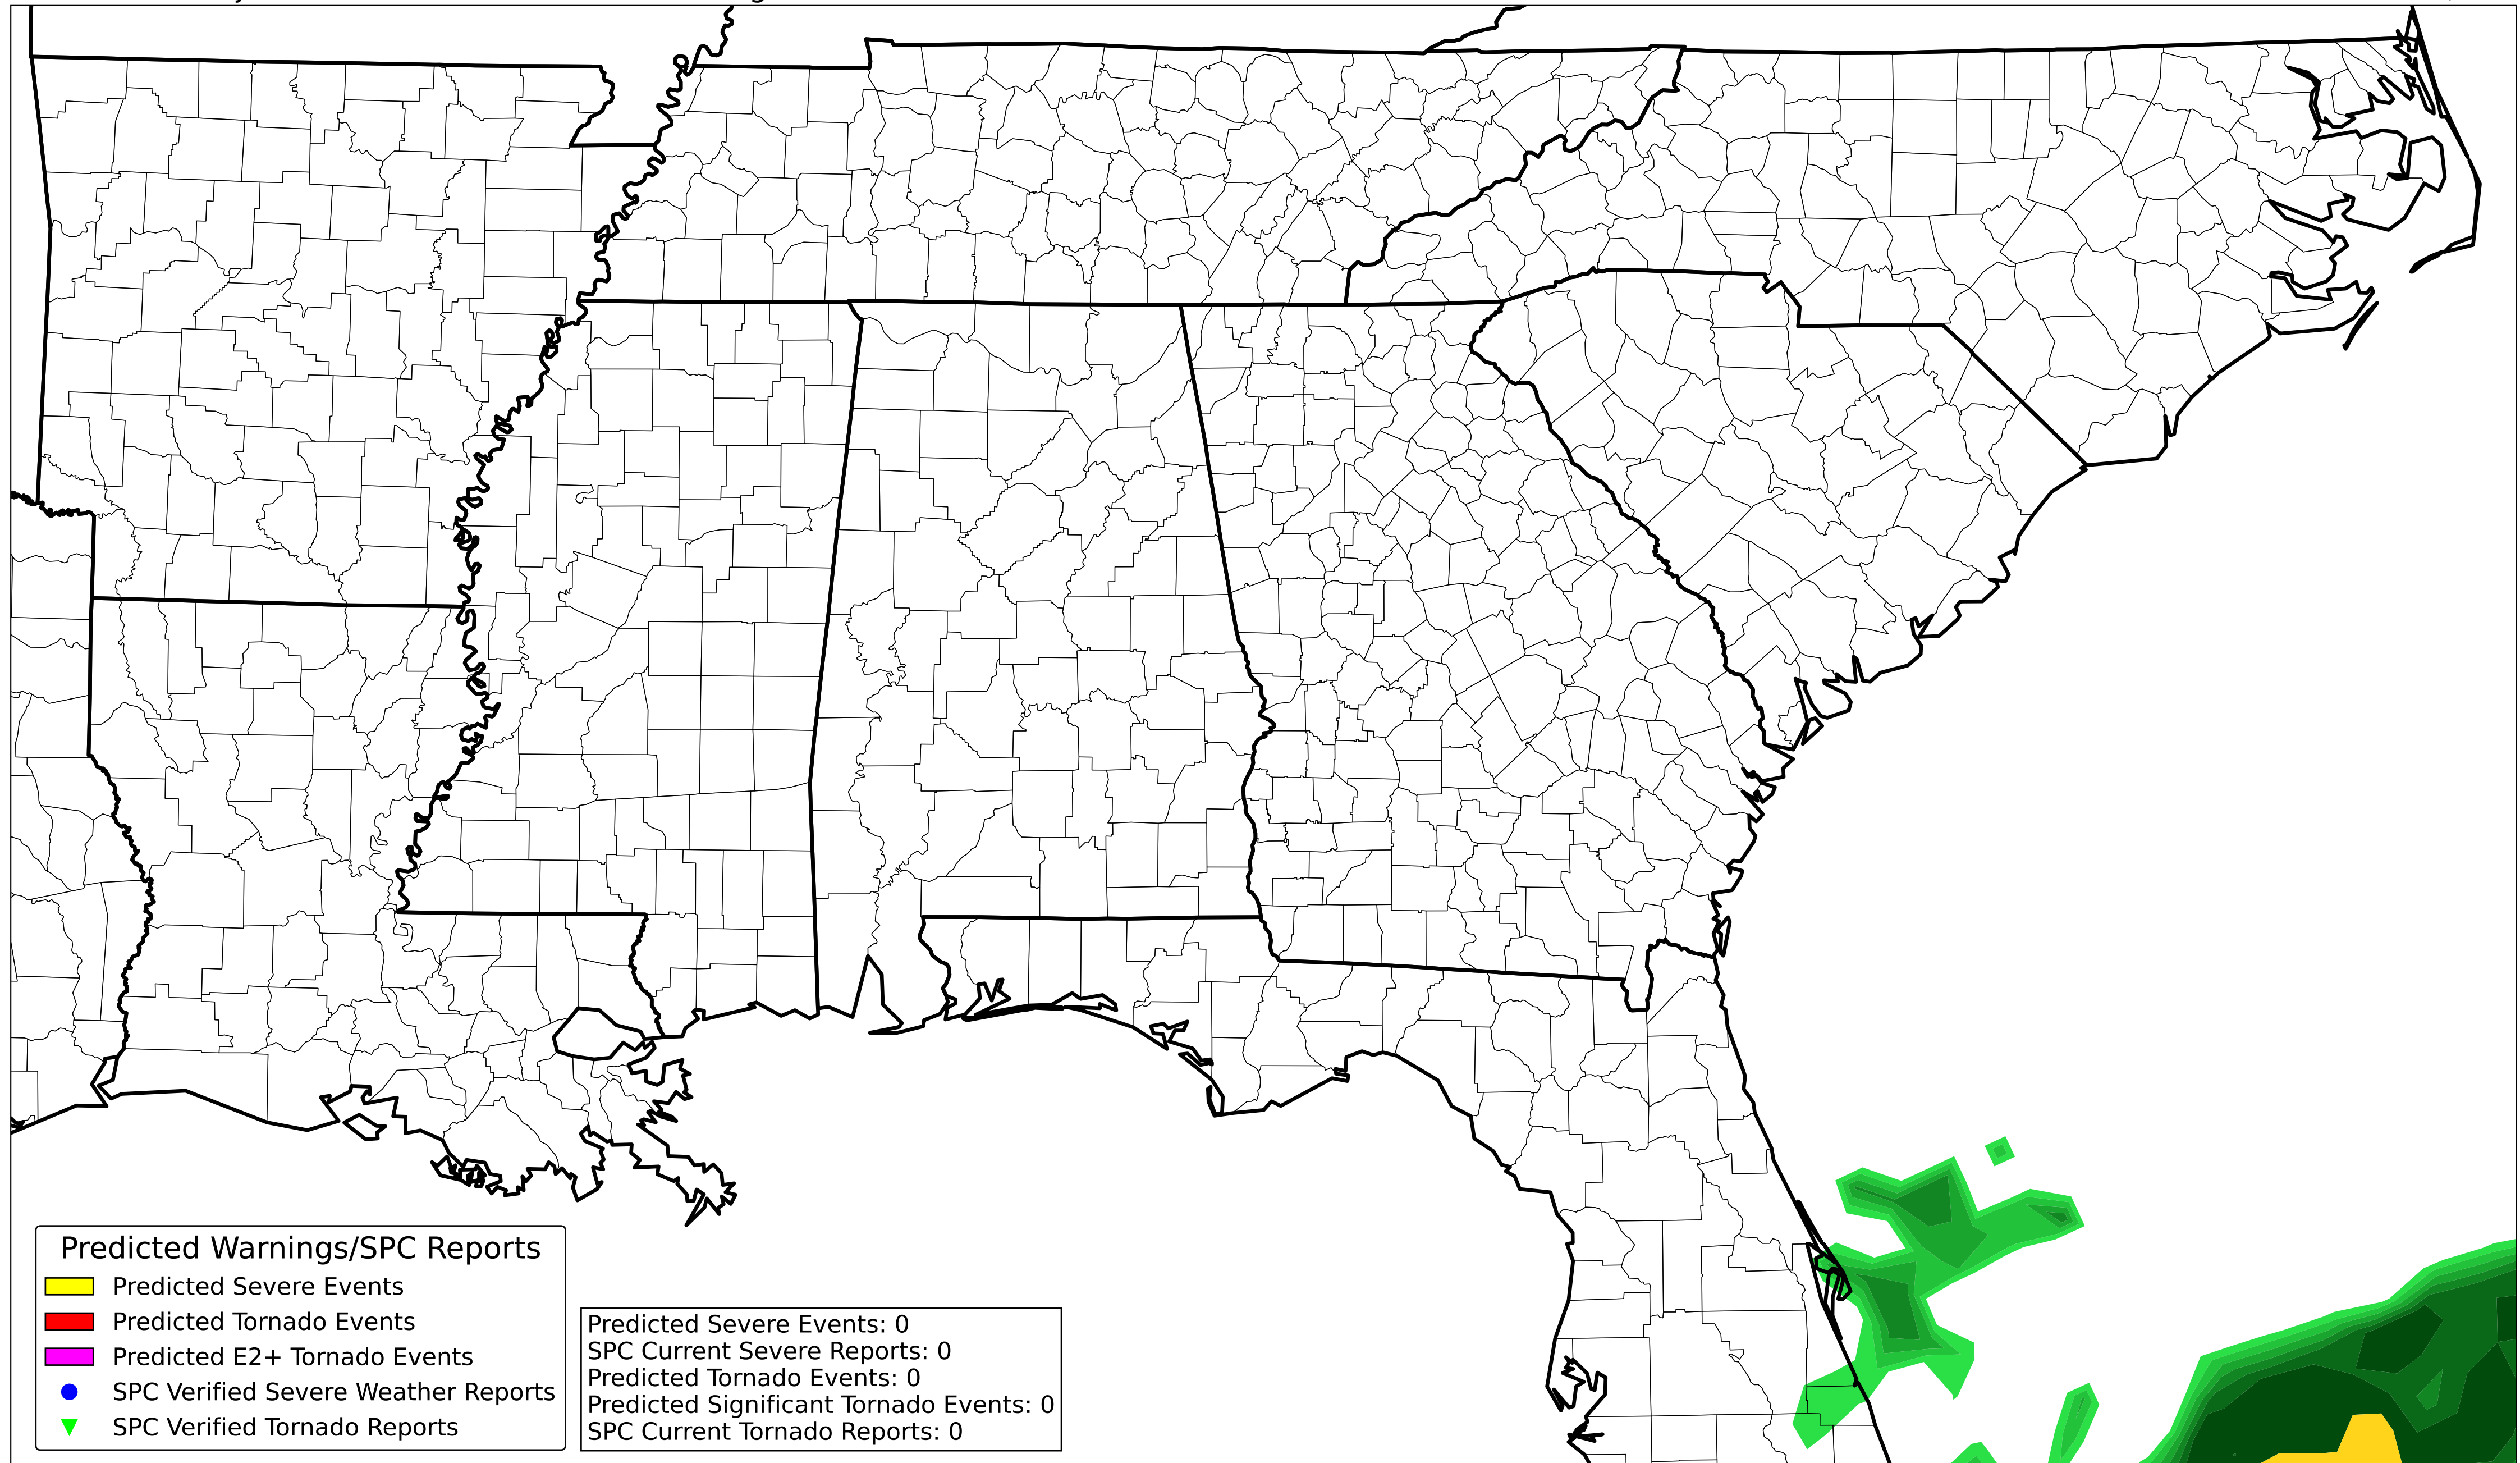 Predicted Warnings/SPC Reports
Predicted Severe Events
Predicted Tornado Events
Predicted E2+ Tornado Events
SPC Verified Severe Weather Reports
SPC Verified Tornado Reports
Predicted Severe Events: 0
SPC Current Severe Reports: 0
Predicted Tornado Events: 0
Predicted Significant Tornado Events: 0
SPC Current Tornado Reports: 0